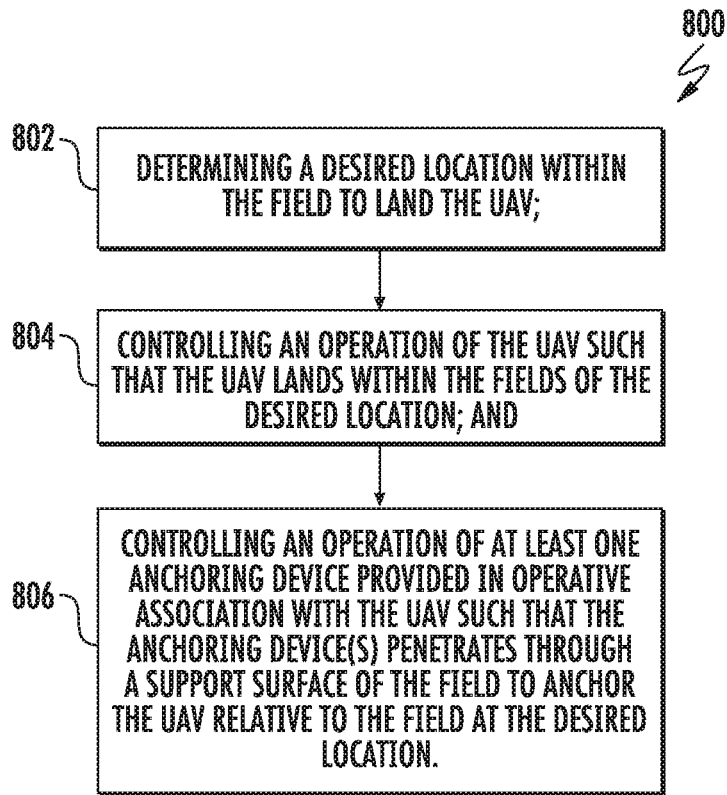 800
802
DETERMINING A DESIRED LOCATION WITHIN
THE FIELD TO LAND THE UAV;
804
CONTROLLING AN OPERATION OF THE UAV SUCH
THAT THE UAV LANDS WITHIN THE FIELDS OF THE
DESIRED LOCATION; AND
806
CONTROLLING AN OPERATION OF AT LEAST ONE
ANCHORING DEVICE PROVIDED IN OPERATIVE
ASSOCIATION WITH THE UAV SUCH THAT THE
ANCHORING DEVICE(S) PENETRATES THROUGH
A SUPPORT SURFACE OF THE FIELD TO ANCHOR
THE UAV RELATIVE TO THE FIELD AT THE DESIRED
LOCATION.